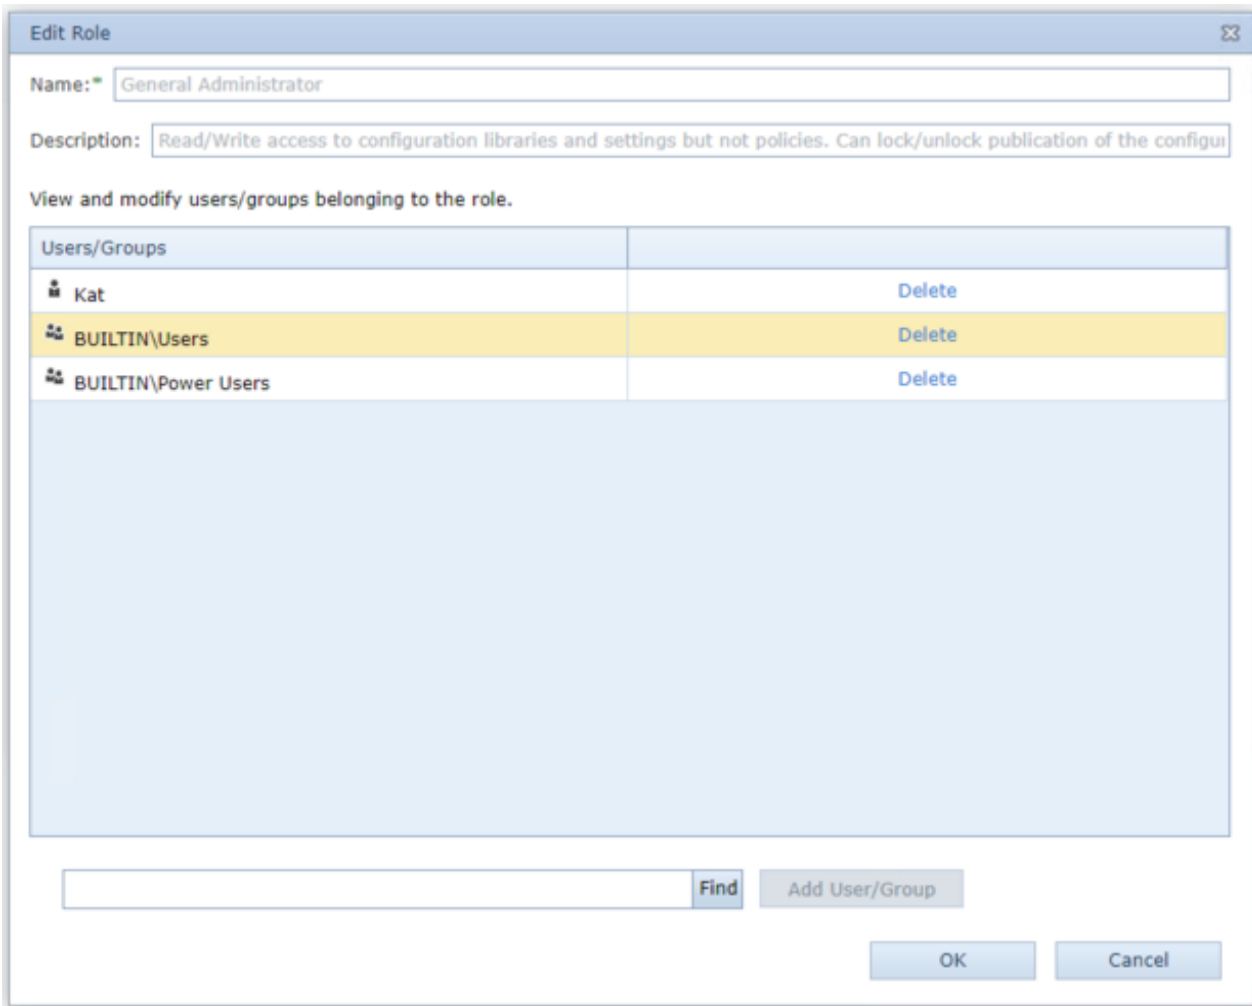 Edit Role
Name:* General Administrator
Description: Read/Write access to configuration libraries and settings but not policies. Can lock/unlock publication of the
View and modify users/groups belonging to the role.
Users/Groups
Kat Delete
BUILTIN\Users Delete
BUILTIN\Power Users Delete
Find Add User/Group
OK Cancel